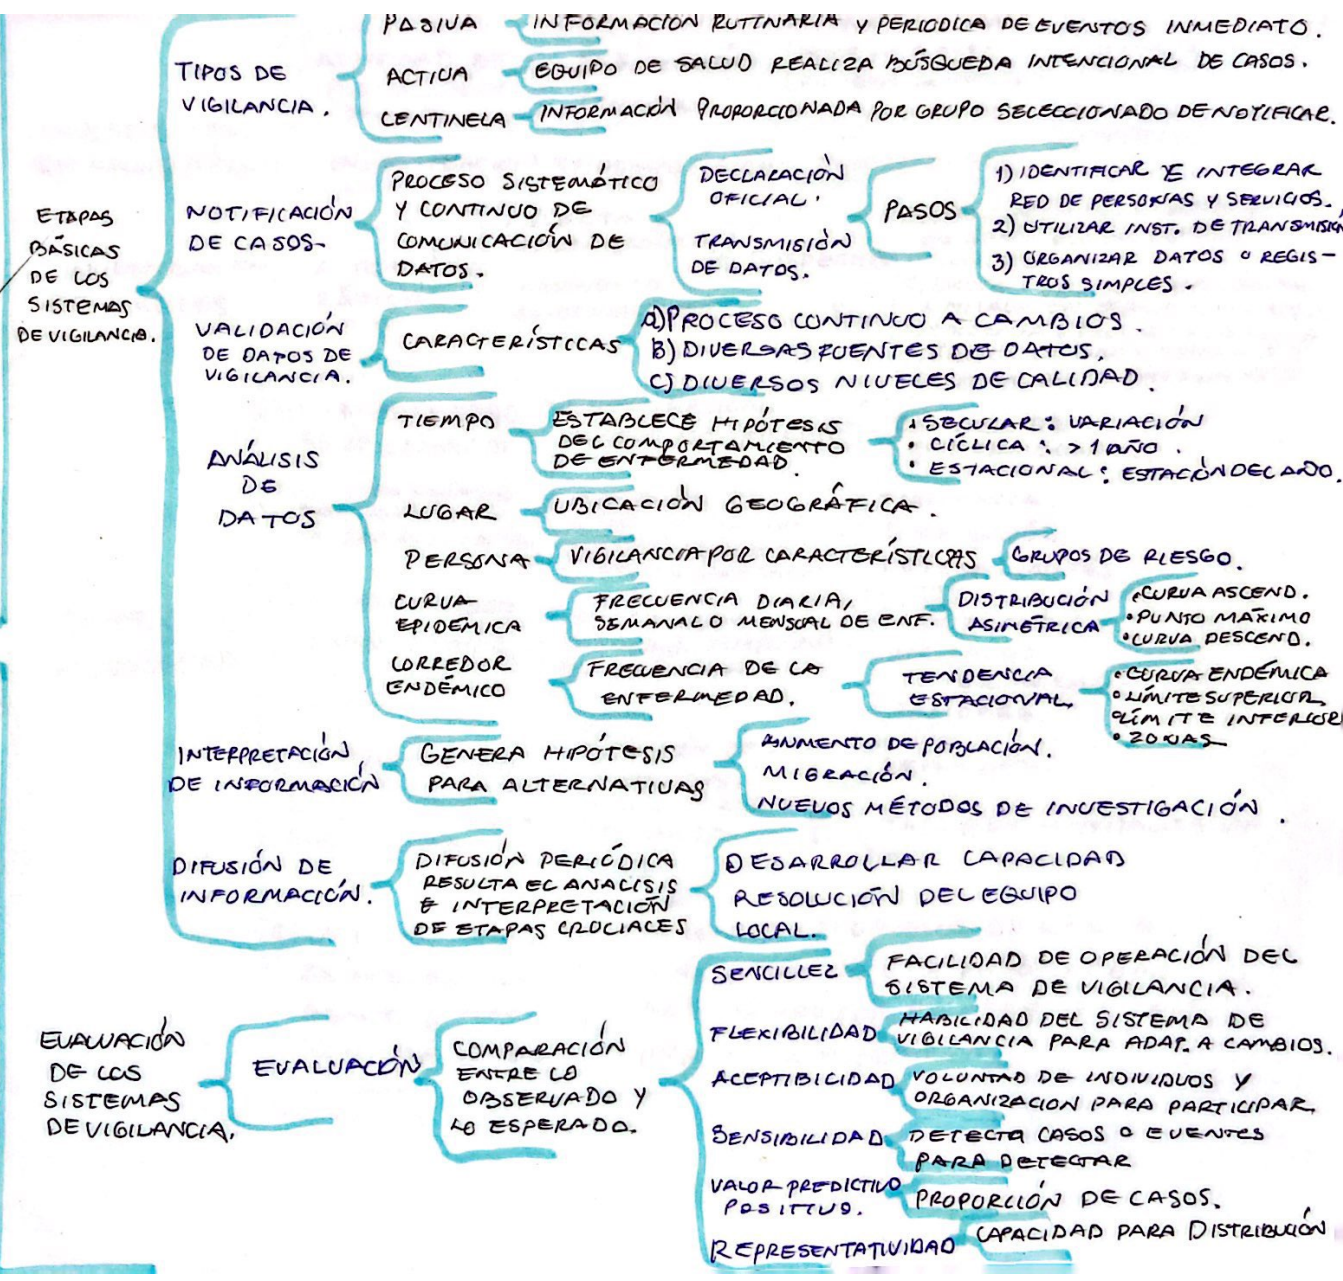 ETAPAS
BÁSICAS
DE LOS
SISTEMAS
DE VIGILANCIA.
TIPOS DE
VIGILANCIA.
PASIVA
INFORMACIÓN RUTINARIA Y PERIODICA DE EVENTOS INMEDIATO.
ACTIVA
EQUIPO DE SALUD REALIZA BÚSQUEDA INTENCIONAL DE CASOS.
CENTINELA
INFORMACIÓN PROPORCIONADA POR GRUPO SELECCIONADO DE NOTIFICAR.
NOTIFICACIÓN
DE CASOS-
PROCESO SISTEMÁTICO
Y CONTINUO DE
COMUNICACIÓN DE
DATOS.
DECLARACIÓN
OFICIAL.
TRANSMISIÓN
DE DATOS.
PASOS
1) IDENTIFICAR E INTEGRAR
RED DE PERSONAS Y SERVICIOS.
2) UTILIZAR INST. DE TRANSMISIÓN
3) ORGANIZAR DATOS O REGIS-
TROS SIMPLES.
VALIDACIÓN
DE DATOS DE
VIGILANCIA.
CARACTERÍSTICAS
A) PROCESO CONTINUO A CAMBIOS.
B) DIVERSAS FUENTES DE DATOS.
C) DIVERSOS NIVELES DE CALIDAD.
ANÁLISIS
DE
DATOS
TIEMPO
ESTABLECE HIPÓTESIS
DEL COMPORTAMIENTO
DE ENFERMEDAD.
• SECULAR: VARIACIÓN
• CÍCLICA: >1 AÑO.
• ESTACIONAL: ESTACIÓN DEL AÑO.
LUGAR
UBICACIÓN GEOGRÁFICA.
PERSONA
VIGILANCIA POR CARACTERÍSTICAS
GRUPOS DE RIESGO.
CURVA
EPIDÉMICA
FRECUENCIA DIARIA,
SEMANAL O MENSUAL DE ENF.
DISTRIBUCIÓN
ASIMÉTRICA
• CURVA ASCEND.
• PUNTO MÁXIMO
• CURVA DESCEND.
CORREDOR
ENDÉMICO
FRECUENCIA DE LA
ENFERMEDAD.
TENDENCIA
ESTACIONAL.
• CURVA ENDÉMICA
• LÍMITE SUPERIOR.
• LÍMITE INFERIOR
• ZONAS
INTERPRETACIÓN
DE INFORMACIÓN
GENERA HIPÓTESIS
PARA ALTERNATIVAS
AUMENTO DE POBLACIÓN.
MIGRACIÓN.
NUEVOS MÉTODOS DE INVESTIGACIÓN.
DIFUSIÓN DE
INFORMACIÓN.
DIFUSIÓN PERIÓDICA
RESULTA EL ANALISIS
E INTERPRETACIÓN
DE ETAPAS CRUCIALES
DESARROLLAR CAPACIDAD
RESOLUCIÓN DEL EQUIPO
LOCAL.
EVALUACIÓN
DE LOS
SISTEMAS
DE VIGILANCIA.
EVALUACIÓN
COMPARACIÓN
ENTRE LO
OBSERVADO Y
LO ESPERADO.
SENCILLEZ
FACILIDAD DE OPERACIÓN DEL
SISTEMA DE VIGILANCIA.
FLEXIBILIDAD
HABILIDAD DEL SISTEMA DE
VIGILANCIA PARA ADAP. A CAMBIOS.
ACEPTIBILIDAD
VOLUNTAD DE INDIVIDUOS Y
ORGANIZACION PARA PARTICIPAR.
SENSIBILIDAD
DETECTA CASOS O EVENTOS
PARA DETECTAR
VALOR PREDICTIVO
POSITIVO.
PROPORCIÓN DE CASOS.
REPRESENTATIVIDAD
CAPACIDAD PARA DISTRIBUCIÓN